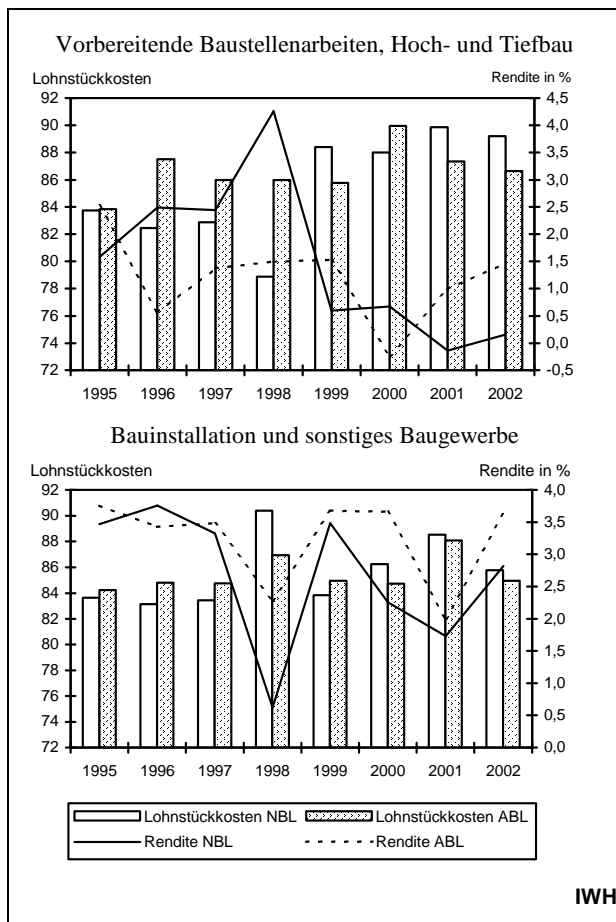 Vorbereitende Baustellenarbeiten, Hoch- und Tiefbau
Lohnstückkosten Rendite in %
92 4,5
90 4,0
88 3,5
86 3,0
84 2,5
82 2,0
80 1,5
78 1,0
76 0,5
74 0,0
72 -0,5
1995 1996 1997 1998 1999 2000 2001 2002
Bauinstallation und sonstiges Baugewerbe
Lohnstückkosten Rendite in %
92 4,0
90 3,5
88 3,0
86 2,5
84 2,0
82 1,5
80 1,0
78 0,5
76 0,0
74
72
1995 1996 1997 1998 1999 2000 2001 2002
Lohnstückkosten NBL Lohnstückkosten ABL
Rendite NBL Rendite ABL
IWH